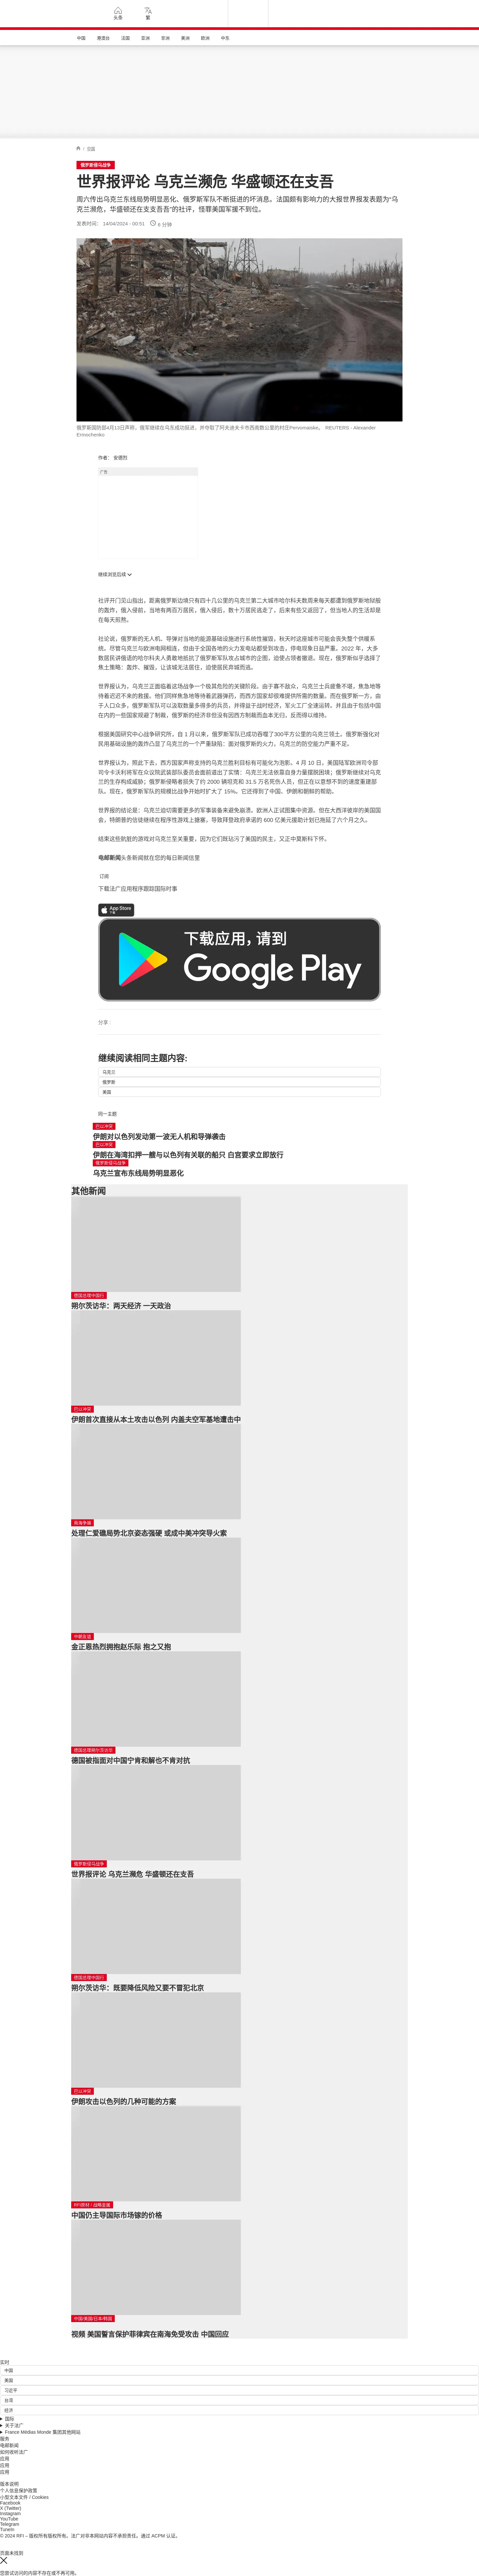 头条
繁
中国
港澳台
法国
亚洲
非洲
美洲
欧洲
中东
/ 中国
俄罗斯侵乌战争
世界报评论 乌克兰濒危 华盛顿还在支吾
周六传出乌克兰东线局势明显恶化、俄罗斯军队不断挺进的坏消息。法国颇有影响力的大报世界报发表题为“乌
克兰濒危，华盛顿还在支支吾吾”的社评，怪罪美国军援不到位。
发表时间： 14/04/2024 - 00:51 6 分钟
俄罗斯国防部4月13日声称，俄军继续在乌东成功挺进，并夺取了阿夫迪夫卡市西南数公里的村庄Pervomaiske。 REUTERS - Alexander
Ermochenko
作者： 安德烈
广告
继续浏览后续
社评开门见山指出，距离俄罗斯边境只有四十几公里的乌克兰第二大城市哈尔科夫数周来每天都遭到俄罗斯地狱般
的轰炸，俄入侵前，当地有两百万居民，俄入侵后，数十万居民逃走了，后来有些又返回了，但当地人的生活却是
在每天煎熬。
社论说，俄罗斯的无人机、导弹对当地的能源基础设施进行系统性摧毁，秋天时这座城市可能会丧失整个供暖系
统。尽管乌克兰与欧洲电网相连，但由于全国各地的火力发电站都受到攻击，停电现象日益严重。2022 年，大多
数居民讲俄语的哈尔科夫人勇敢地抵抗了俄罗斯军队攻占城市的企图，迫使占领者撤退。现在，俄罗斯似乎选择了
焦土策略：轰炸、摧毁，让该城无法居住，迫使居民弃城而逃。
世界报认为，乌克兰正面临着这场战争一个极其危险的关键阶段。由于寡不敌众，乌克兰士兵疲惫不堪，焦急地等
待着迟迟不来的救援，他们同样焦急地等待着武器弹药，而西方国家却很难提供所需的数量。而在俄罗斯一方，由
于人口众多，俄罗斯军队可以汲取数量多得多的兵员，并得益于战时经济，军火工厂全速运转，并且由于包括中国
在内的一些国家规避了制裁，俄罗斯的经济非但没有因西方制裁而血本无归，反而得以维持。
根据美国研究中心战争研究所，自 1 月以来，俄罗斯军队已成功吞噬了300平方公里的乌克兰领土。俄罗斯强化对
民用基础设施的轰炸凸显了乌克兰的一个严重缺陷：面对俄罗斯的火力，乌克兰的防空能力严重不足。
世界报认为，照此下去，西方国家声称支持的乌克兰胜利目标有可能化为泡影。4 月 10 日，美国陆军欧洲司令部
司令卡沃利将军在众议院武装部队委员会面前道出了实情：乌克兰无法依靠自身力量摆脱困境；俄罗斯继续对乌克
兰的生存构成威胁；俄罗斯侵略者损失了约 2000 辆坦克和 31.5 万名死伤人员，但正在以意想不到的速度重建部
队。现在，俄罗斯军队的规模比战争开始时扩大了 15%。它还得到了中国、伊朗和朝鲜的帮助。
世界报的结论是：乌克兰迫切需要更多的军事装备来避免崩溃。欧洲人正试图集中资源。但在大西洋彼岸的美国国
会，特朗普的信徒继续在程序性游戏上搪塞，导致拜登政府承诺的 600 亿美元援助计划已拖延了六个月之久。
结束这些肮脏的游戏对乌克兰至关重要，因为它们既玷污了美国的民主，又正中莫斯科下怀。
电邮新闻头条新闻就在您的每日新闻信里
订阅
下载法广应用程序跟踪国际时事
App Store
下载应用，请到
Google Play
分享 :
继续阅读相同主题内容:
乌克兰
俄罗斯
美国
同一主题
巴以冲突
伊朗对以色列发动第一波无人机和导弹袭击
巴以冲突
伊朗在海湾扣押一艘与以色列有关联的船只 白宫要求立即放行
俄罗斯侵乌战争
乌克兰宣布东线局势明显恶化
其他新闻
德国总理中国行
朔尔茨访华：两天经济 一天政治
巴以冲突
伊朗首次直接从本土攻击以色列 内盖夫空军基地遭击中
南海争端
处理仁爱礁局势北京姿态强硬 或成中美冲突导火索
中朝友谊
金正恩热烈拥抱赵乐际 抱之又抱
德国总理朔尔茨访华
德国被指面对中国宁肯和解也不肯对抗
俄罗斯侵乌战争
世界报评论 乌克兰濒危 华盛顿还在支吾
德国总理中国行
朔尔茨访华：既要降低风险又要不冒犯北京
巴以冲突
伊朗攻击以色列的几种可能的方案
RFI原材 / 战略金属
中国仍主导国际市场镓的价格
中国/美国/日本/韩国
视频 美国誓言保护菲律宾在南海免受攻击 中国回应
实时
中国
美国
习近平
台湾
经济
国际
关于法广
France Médias Monde 集团其他网站
服务
电邮新闻
如何收听法广
应用
应用
应用
版本说明
个人信息保护政策
小型文本文件 / Cookies
Facebook
X (Twitter)
Instagram
YouTube
Telegram
TuneIn
© 2024 RFI – 版权所有版权所有。法广对非本网站内容不承担责任。通过 ACPM 认证。
页面未找到
您尝试访问的内容不存在或不再可用。